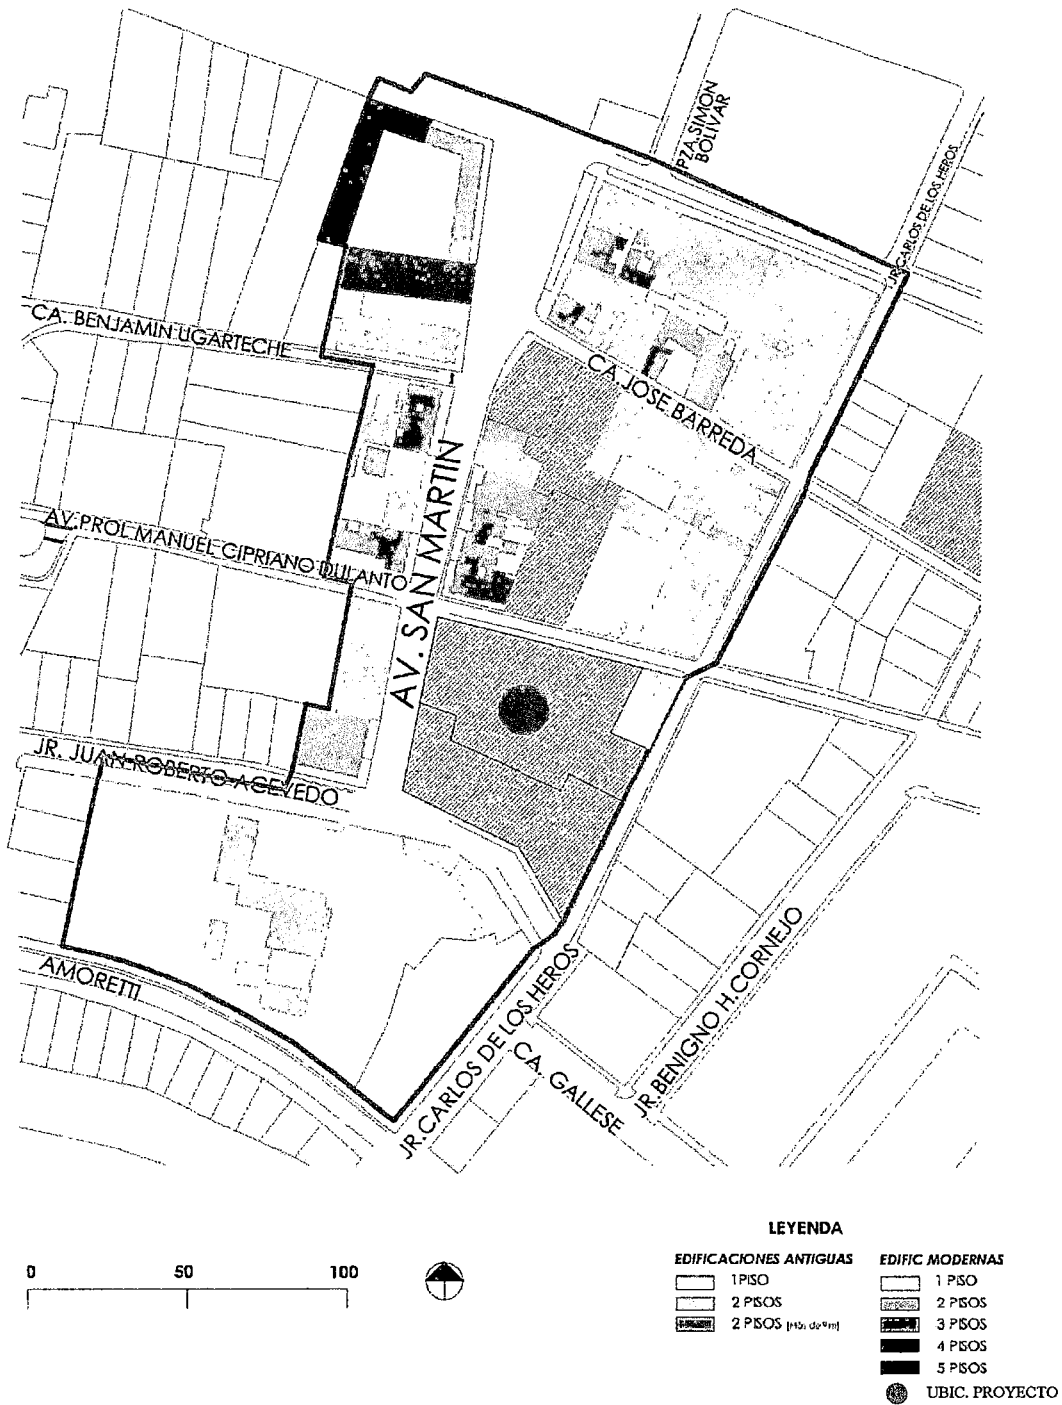 PZA. SIMON
BOLIVAR
JR. CARLOS DE LOS HEROS
CA. BENJAMIN UGARTECHE
CA. JOSE BARREDA
AV. SAN MARTIN
AV. PROL MANUEL CIPRIANO DULANTO
JR. JUAN ROBERTO ACEVEDO
AMORETTI
JR. CARLOS DE LOS HEROS
CA. GALLESE
JR. BENIGNO H. CORNEJO
0 50 100
LEYENDA
EDIFICACIONES ANTIGUAS
1 PISO
2 PISOS
2 PISOS
EDIFIC MODERNAS
1 PISO
2 PISOS
3 PISOS
4 PISOS
5 PISOS
UBIC. PROYECTO